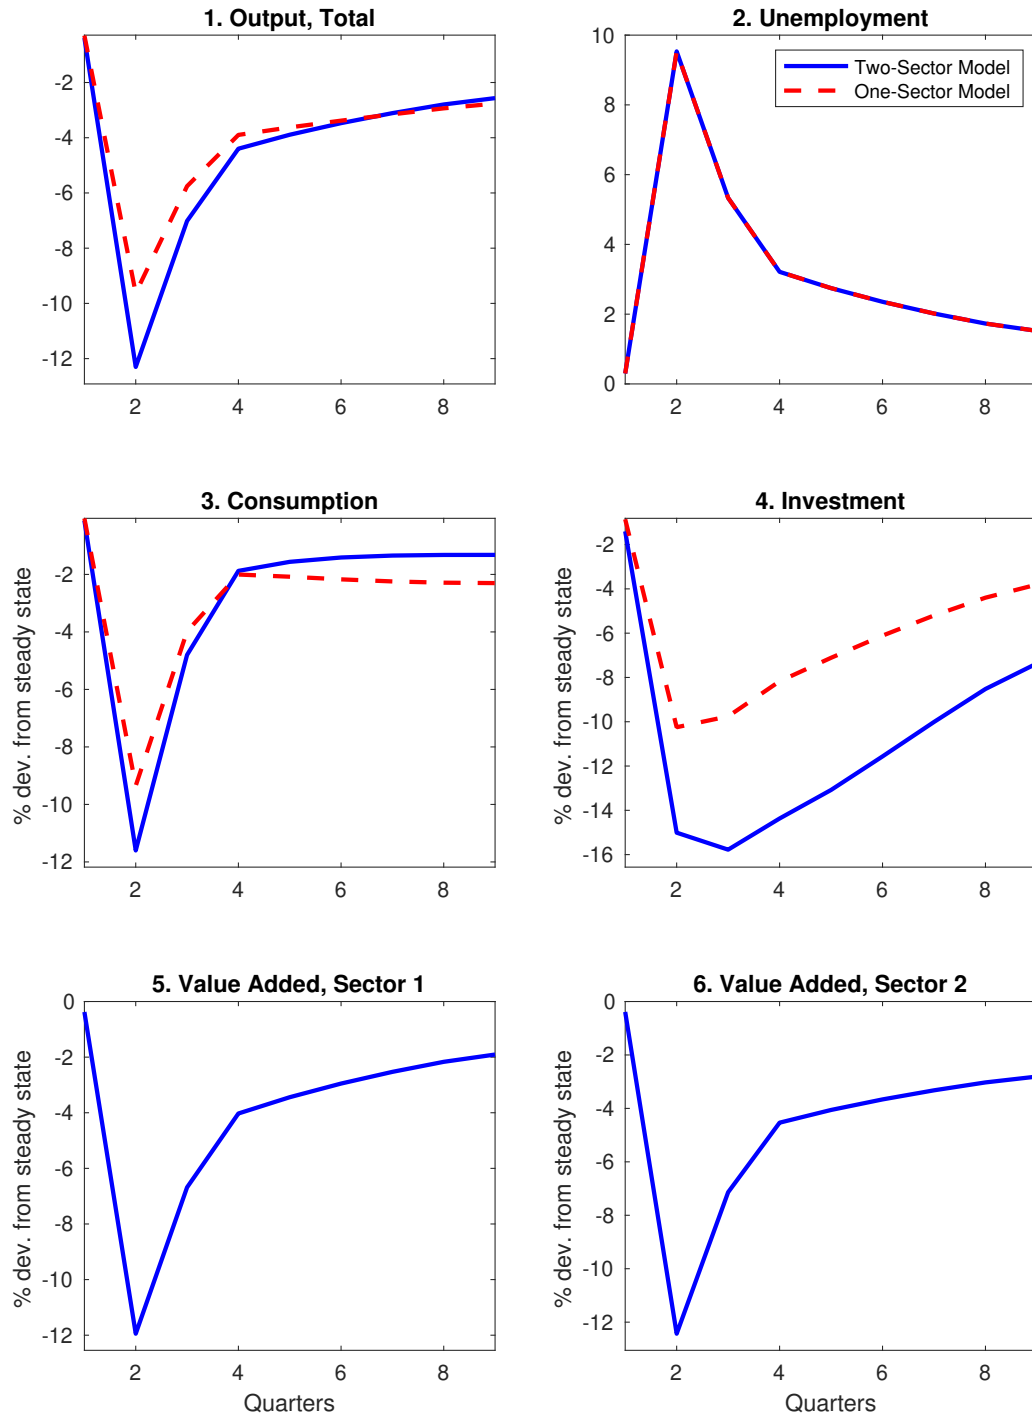 1. Output, Total
-2
-4
-6
-8
-10
-12
2 4 6 8
2. Unemployment
10
8
6
4
2
0
2 4 6 8
Two-Sector Model
One-Sector Model
3. Consumption
% dev. from steady state
-2
-4
-6
-8
-10
-12
2 4 6 8
4. Investment
% dev. from steady state
-2
-4
-6
-8
-10
-12
-14
-16
2 4 6 8
5. Value Added, Sector 1
% dev. from steady state
0
-2
-4
-6
-8
-10
-12
2 4 6 8
Quarters
6. Value Added, Sector 2
% dev. from steady state
0
-2
-4
-6
-8
-10
-12
2 4 6 8
Quarters